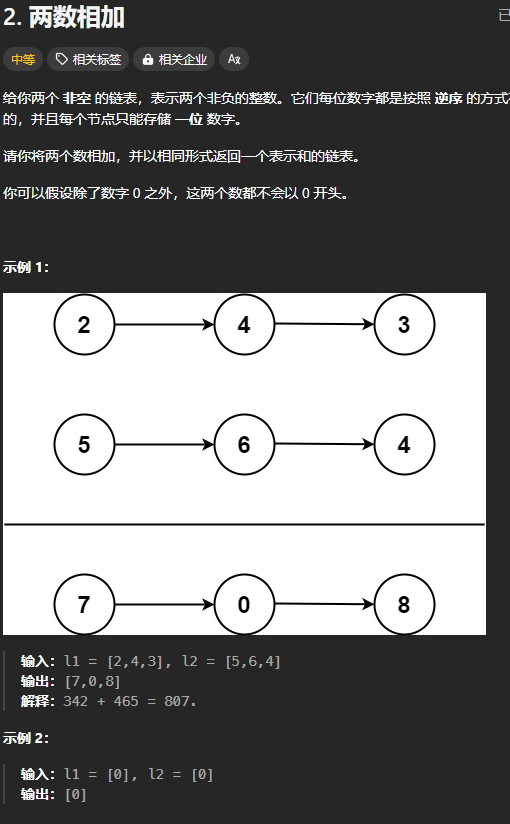 2. 两数相加
已
中等 相关标签 相关企业 Aあ
给你两个 非空 的链表，表示两个非负的整数。它们每位数字都是按照 逆序 的方式
的，并且每个节点只能存储 一位 数字。
请你将两个数相加，并以相同形式返回一个表示和的链表。
你可以假设除了数字 0 之外，这两个数都不会以 0 开头。
示例 1：
2 4 3
5 6 4
7 0 8
输入：l1 = [2,4,3], l2 = [5,6,4]
输出：[7,0,8]
解释：342 + 465 = 807.
示例 2：
输入：l1 = [0], l2 = [0]
输出：[0]